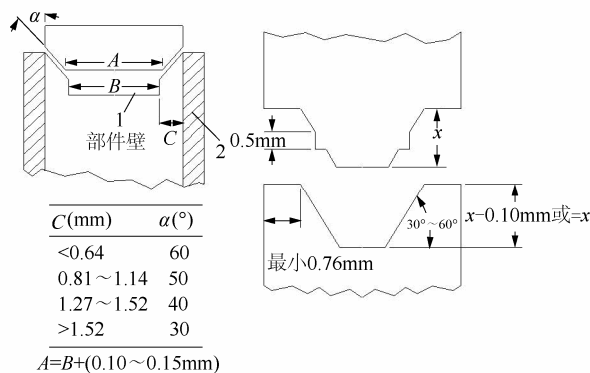 α
A
B
1
部件壁
C
2
C(mm) α(°)
<0.64 60
0.81～1.14 50
1.27～1.52 40
>1.52 30
A=B+(0.10～0.15mm)
0.5mm
x
30°~60°
x−0.10mm或=x
最小0.76mm